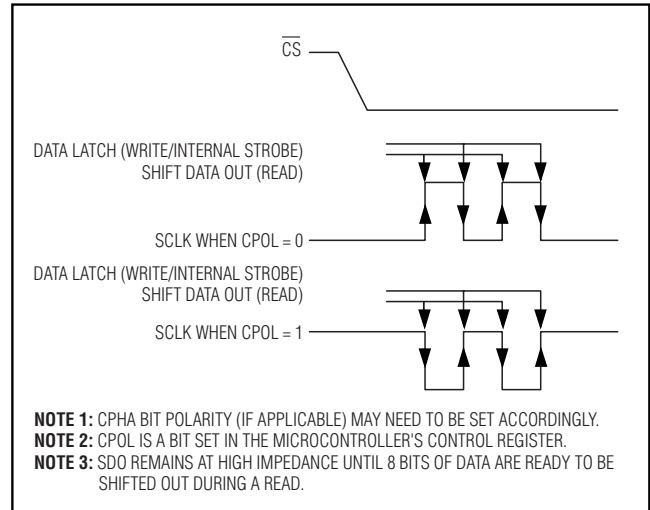 CS
DATA LATCH (WRITE/INTERNAL STROBE)
SHIFT DATA OUT (READ)
SCLK WHEN CPOL = 0
DATA LATCH (WRITE/INTERNAL STROBE)
SHIFT DATA OUT (READ)
SCLK WHEN CPOL = 1
NOTE 1: CPHA BIT POLARITY (IF APPLICABLE) MAY NEED TO BE SET ACCORDINGLY.
NOTE 2: CPOL IS A BIT SET IN THE MICROCONTROLLER'S CONTROL REGISTER.
NOTE 3: SDO REMAINS AT HIGH IMPEDANCE UNTIL 8 BITS OF DATA ARE READY TO BE
SHIFTED OUT DURING A READ.